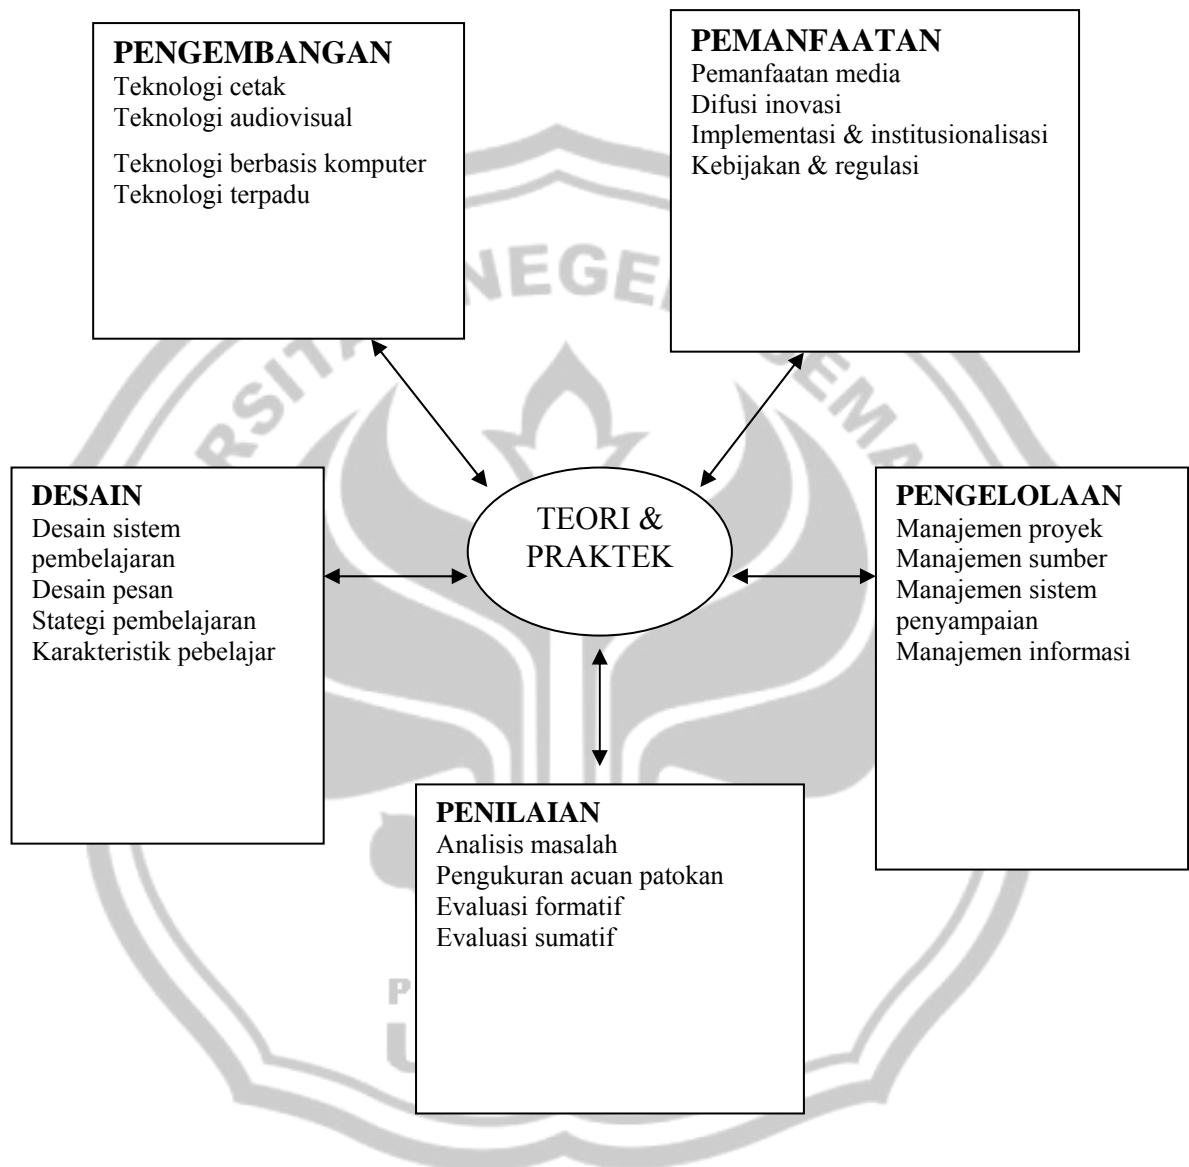 PENGEMBANGAN
Teknologi cetak
Teknologi audiovisual
Teknologi berbasis komputer
Teknologi terpadu
PEMANFAATAN
Pemanfaatan media
Difusi inovasi
Implementasi & institusionalisasi
Kebijakan & regulasi
DESAIN
Desain sistem
pembelajaran
Desain pesan
Stategi pembelajaran
Karakteristik pebelajar
TEORI &
PRAKTEK
PENGELOLAAN
Manajemen proyek
Manajemen sumber
Manajemen sistem
penyampaian
Manajemen informasi
PENILAIAN
Analisis masalah
Pengukuran acuan patokan
Evaluasi formatif
Evaluasi sumatif